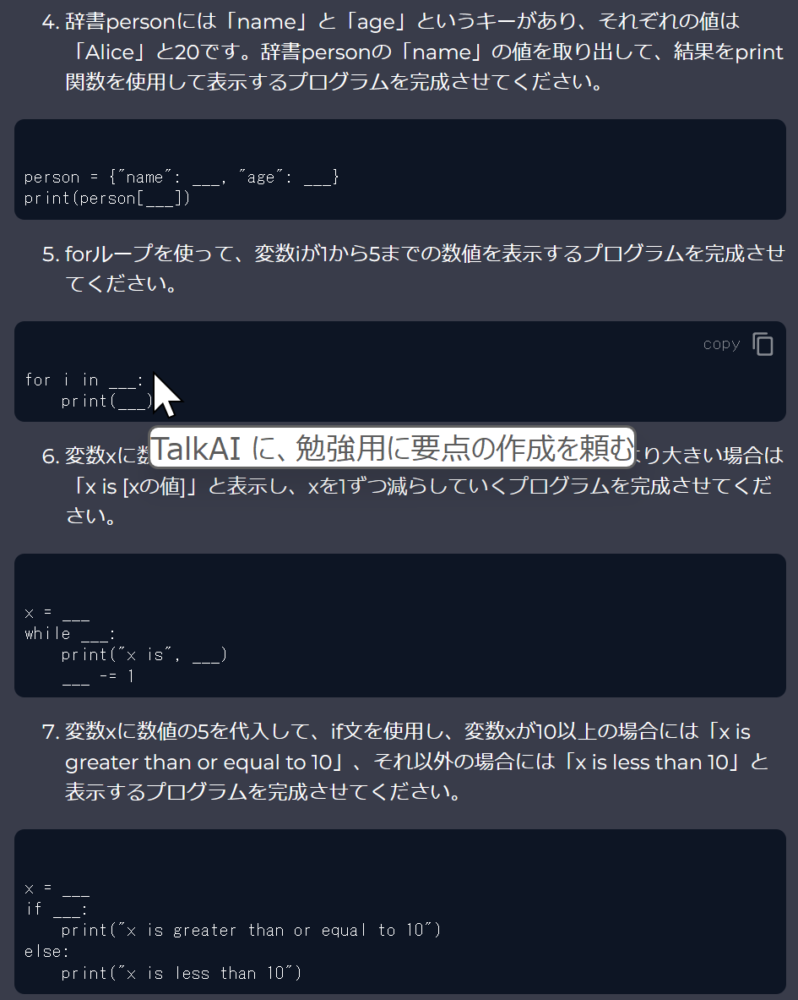 4. 辞書personには「name」と「age」というキーがあり、それぞれの値は
「Alice」と20です。辞書personの「name」の値を取り出して、結果をprint
関数を使用して表示するプログラムを完成させてください。
person = {"name": ___, "age": ___}
print(person[___])
5. forループを使って、変数iが1から5までの数値を表示するプログラムを完成させ
てください。
copy
for i in ___:
    print(___)
TalkAI に、勉強用に要点の作成を頼む
6. 変数xに より大きい場合は
「x is [xの値]」と表示し、xを1ずつ減らしていくプログラムを完成させてくだ
さい。
x = ___
while ___:
    print("x is", ___)
    ___ -= 1
7. 変数xに数値の5を代入して、if文を使用し、変数xが10以上の場合には「x is
greater than or equal to 10」、それ以外の場合には「x is less than 10」と
表示するプログラムを完成させてください。
x = ___
if ___:
    print("x is greater than or equal to 10")
else:
    print("x is less than 10")